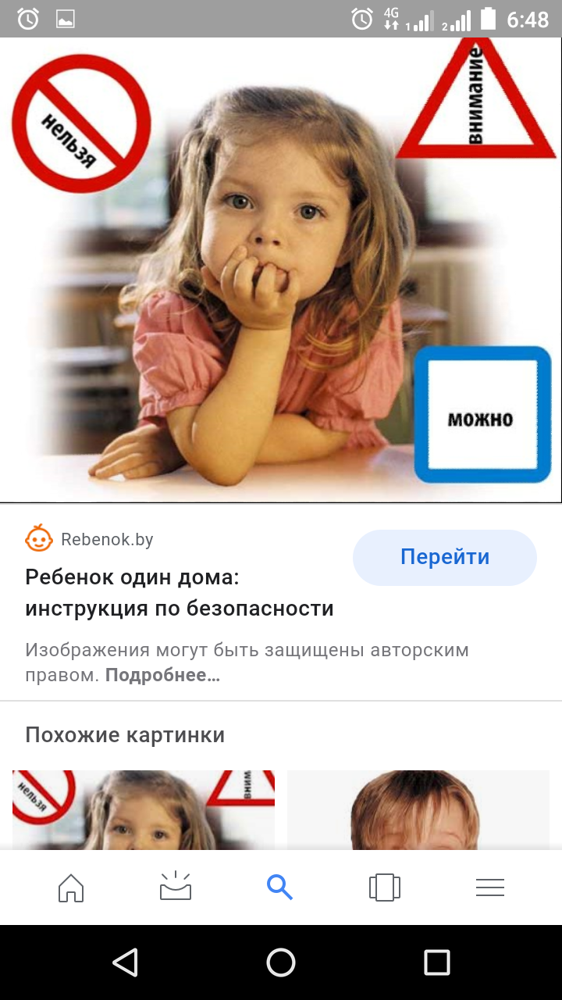 4G
1
2
6:48
нельзя
внимание
можно
Rebenok.by
Перейти
Ребенок один дома:
инструкция по безопасности
Изображения могут быть защищены авторским
правом. Подробнее...
Похожие картинки
нельзя
вним